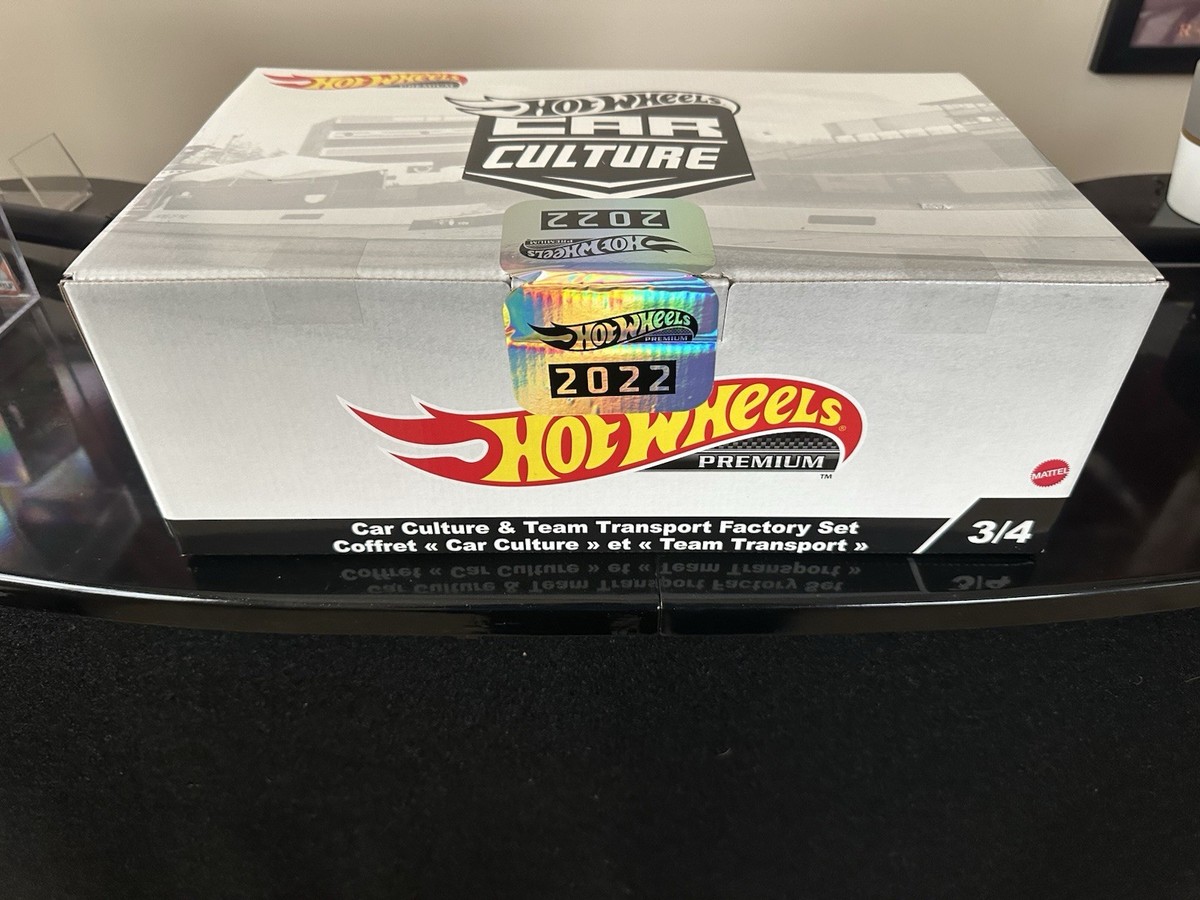 HOT WHEELS
PREMIUM
HOT WHEELS
CAR
CULTURE
2022
HOT WHEELS
PREMIUM
HOT WHEELS
PREMIUM
2022
HOT WHEELS®
PREMIUM
TM
MATTEL
Car Culture & Team Transport Factory Set
Coffret « Car Culture » et « Team Transport »
3/4